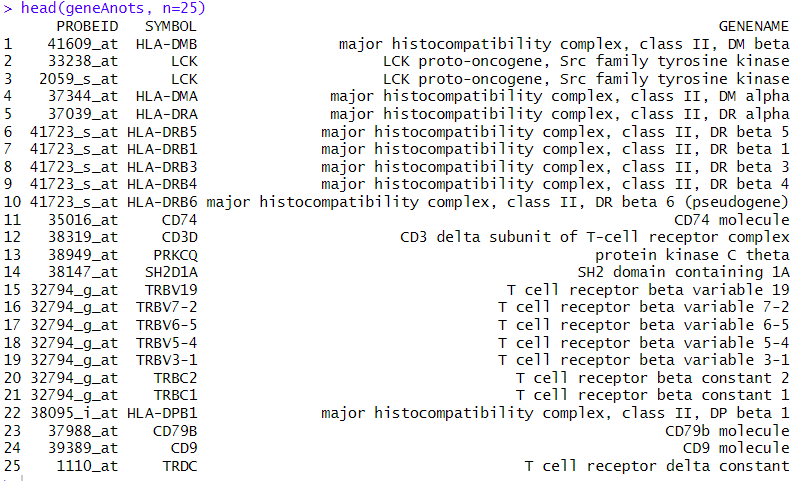 > head(geneAnots, n=25)
PROBEID SYMBOL GENENAME
1 41609_at HLA-DMB major histocompatibility complex, class II, DM beta
2 33238_at LCK LCK proto-oncogene, Src family tyrosine kinase
3 2059_s_at LCK LCK proto-oncogene, Src family tyrosine kinase
4 37344_at HLA-DMA major histocompatibility complex, class II, DM alpha
5 37039_at HLA-DRA major histocompatibility complex, class II, DR alpha
6 41723_s_at HLA-DRB5 major histocompatibility complex, class II, DR beta 5
7 41723_s_at HLA-DRB1 major histocompatibility complex, class II, DR beta 1
8 41723_s_at HLA-DRB3 major histocompatibility complex, class II, DR beta 3
9 41723_s_at HLA-DRB4 major histocompatibility complex, class II, DR beta 4
10 41723_s_at HLA-DRB6 major histocompatibility complex, class II, DR beta 6 (pseudogene)
11 35016_at CD74 CD74 molecule
12 38319_at CD3D CD3 delta subunit of T-cell receptor complex
13 38949_at PRKCQ protein kinase C theta
14 38147_at SH2D1A SH2 domain containing 1A
15 32794_g_at TRBV19 T cell receptor beta variable 19
16 32794_g_at TRBV7-2 T cell receptor beta variable 7-2
17 32794_g_at TRBV6-5 T cell receptor beta variable 6-5
18 32794_g_at TRBV5-4 T cell receptor beta variable 5-4
19 32794_g_at TRBV3-1 T cell receptor beta variable 3-1
20 32794_g_at TRBC2 T cell receptor beta constant 2
21 32794_g_at TRBC1 T cell receptor beta constant 1
22 38095_i_at HLA-DPB1 major histocompatibility complex, class II, DP beta 1
23 37988_at CD79B CD79b molecule
24 39389_at CD9 CD9 molecule
25 1110_at TRDC T cell receptor delta constant